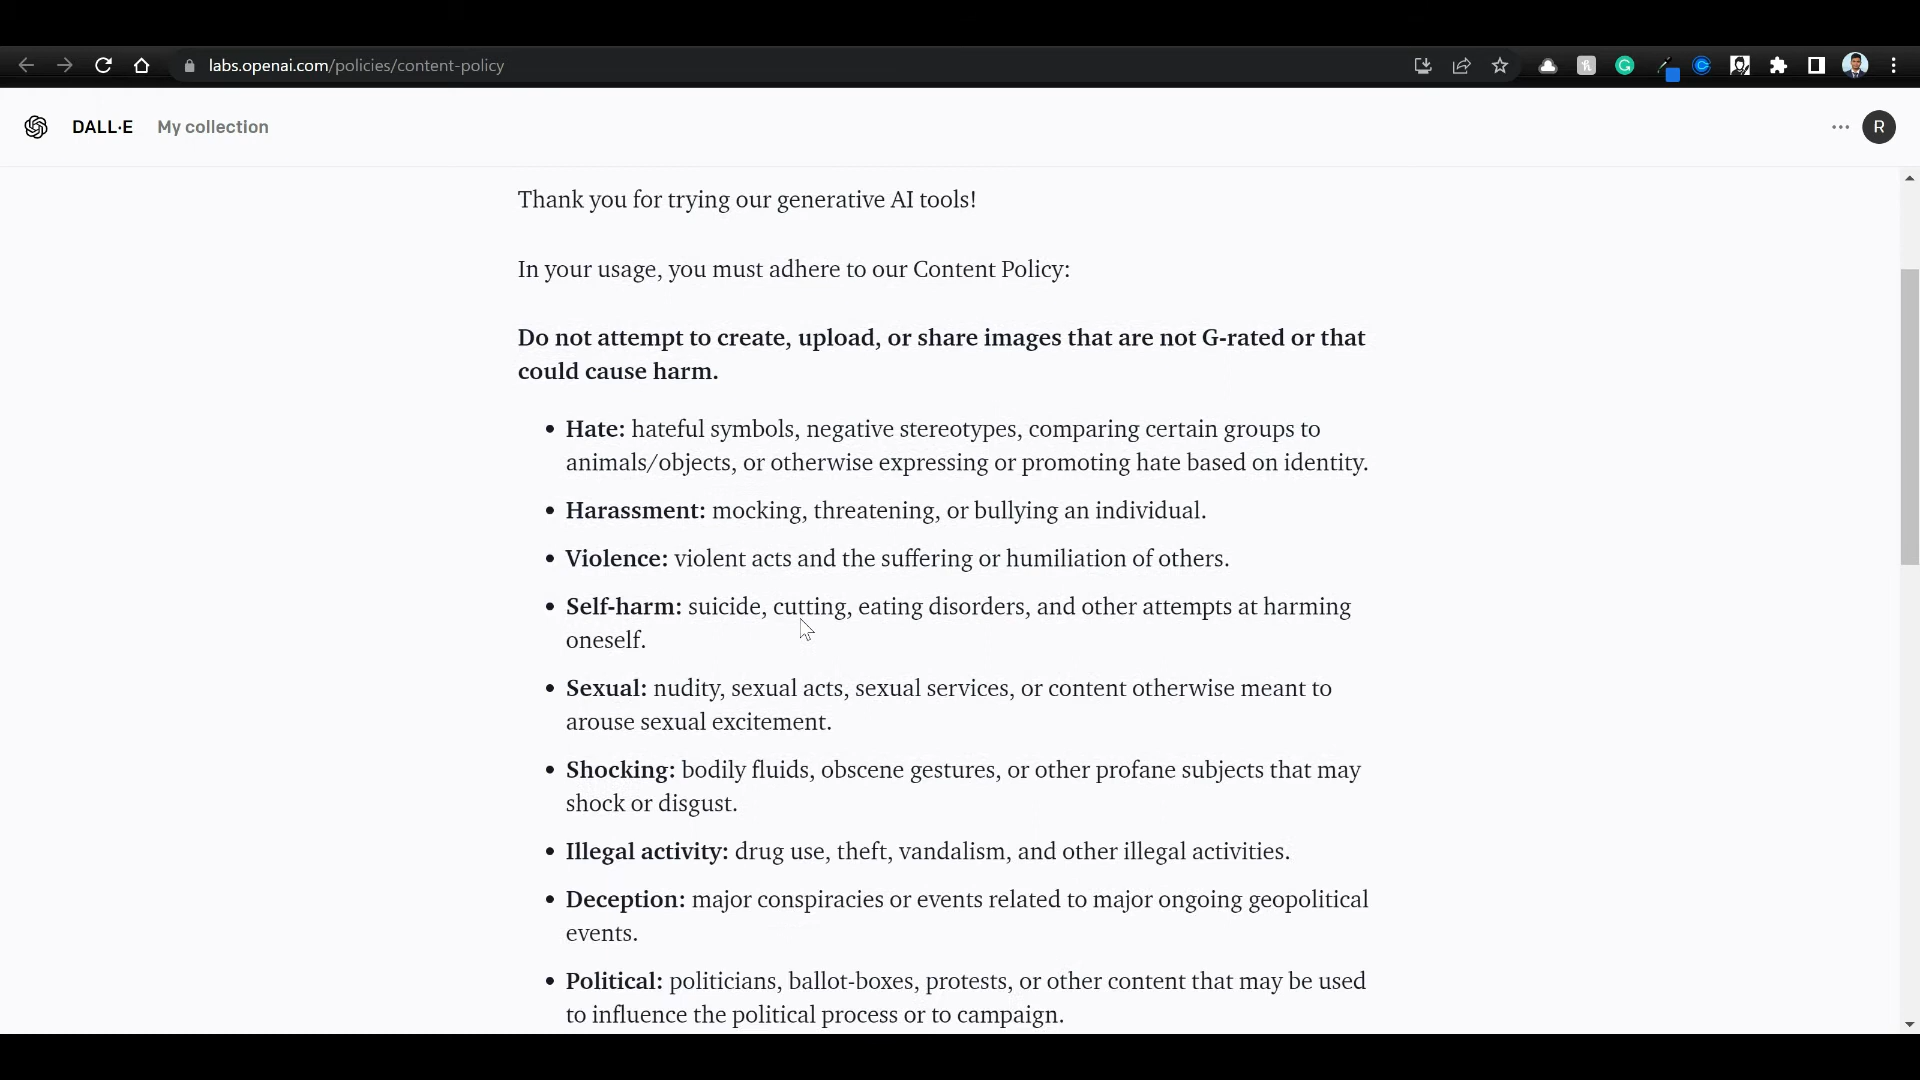 labs.openai.com/policies/content-policy
DALL·E My collection
R
Thank you for trying our generative AI tools!
In your usage, you must adhere to our Content Policy:
Do not attempt to create, upload, or share images that are not G-rated or that
could cause harm.
• Hate: hateful symbols, negative stereotypes, comparing certain groups to
animals/objects, or otherwise expressing or promoting hate based on identity.
• Harassment: mocking, threatening, or bullying an individual.
• Violence: violent acts and the suffering or humiliation of others.
• Self-harm: suicide, cutting, eating disorders, and other attempts at harming
oneself.
• Sexual: nudity, sexual acts, sexual services, or content otherwise meant to
arouse sexual excitement.
• Shocking: bodily fluids, obscene gestures, or other profane subjects that may
shock or disgust.
• Illegal activity: drug use, theft, vandalism, and other illegal activities.
• Deception: major conspiracies or events related to major ongoing geopolitical
events.
• Political: politicians, ballot-boxes, protests, or other content that may be used
to influence the political process or to campaign.